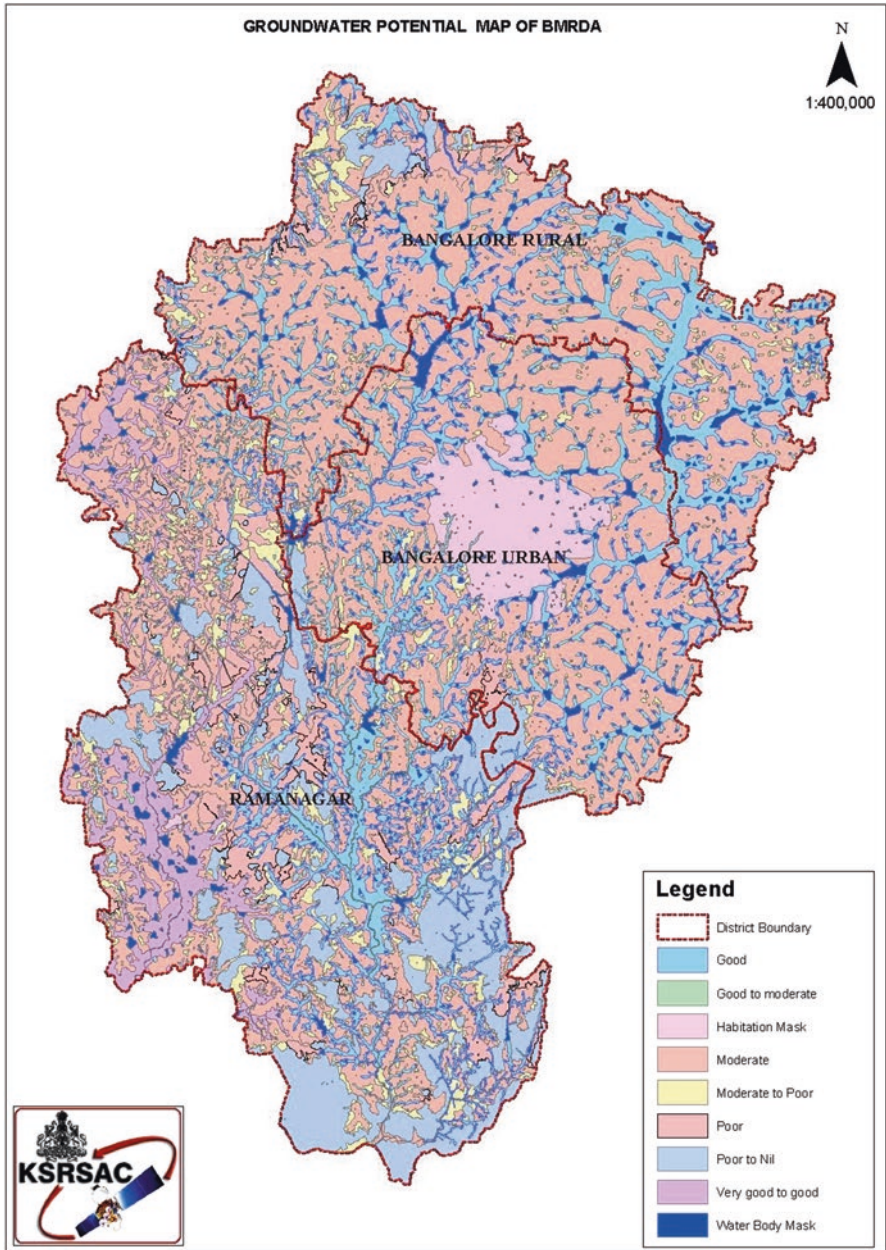 GROUNDWATER POTENTIAL MAP OF BMRDA
N
1:400,000
BANGALORE RURAL
BANGALORE URBAN
RAMANAGAR
Legend
District Boundary
Good
Good to moderate
Habitation Mask
Moderate
Moderate to Poor
Poor
Poor to Nil
Very good to good
Water Body Mask
KSRSAC